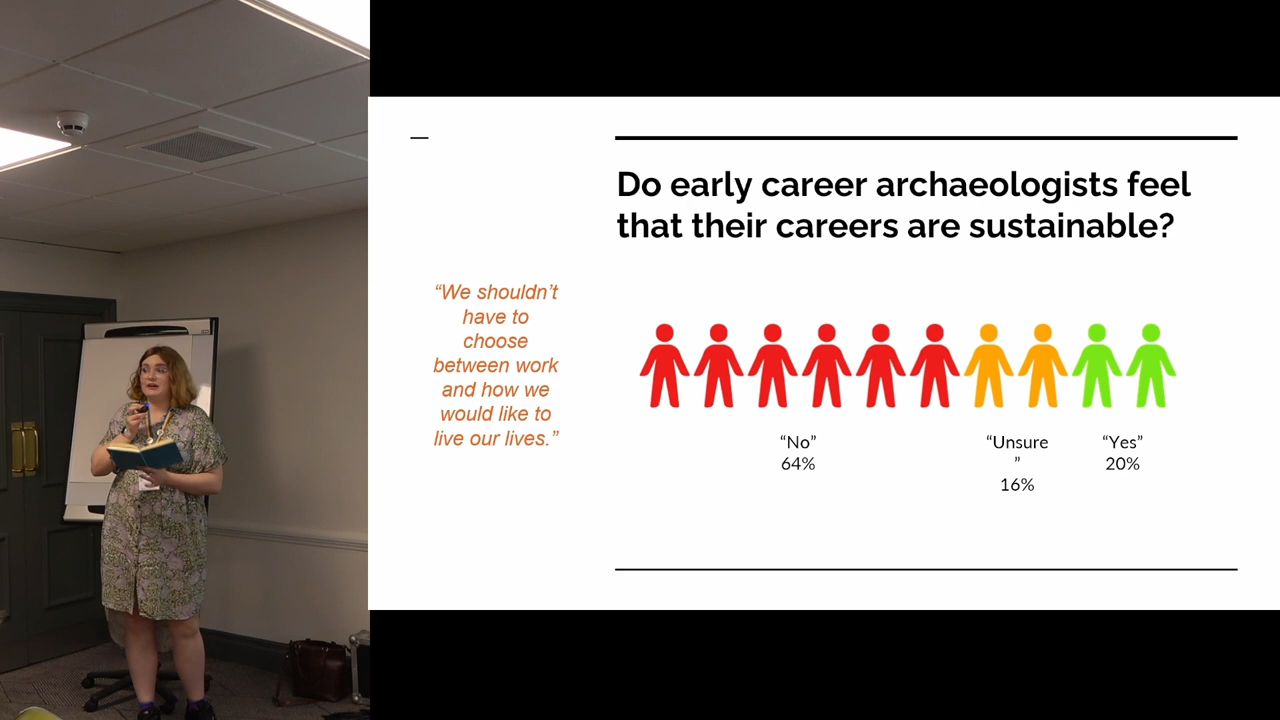 Do early career archaeologists feel
that their careers are sustainable?
“We shouldn’t
have to
choose
between work
and how we
would like to
live our lives.”
“No”
64%
“Unsure
”
16%
“Yes”
20%